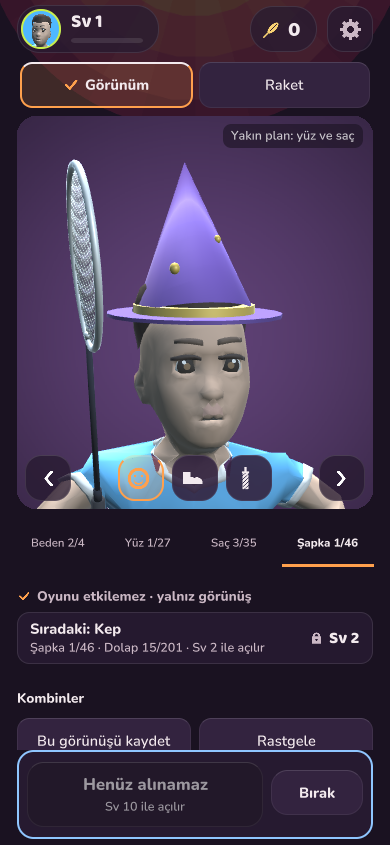 Sv 1
0
Görünüm
Raket
Yakın plan: yüz ve saç
Beden 2/4
Yüz 1/27
Saç 3/35
Şapka 1/46
Oyunu etkilemez · yalnız görünüş
Sıradaki: Kep
Şapka 1/46 · Dolap 15/201 · Sv 2 ile açılır
Sv 2
Kombinler
Bu görünüşü kaydet
Rastgele
Henüz alınamaz
Sv 10 ile açılır
Bırak